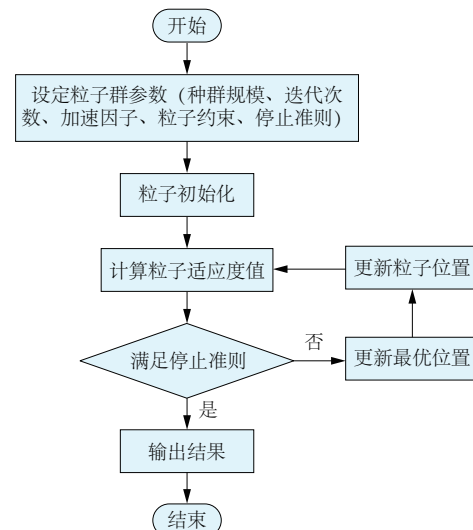 开始
设定粒子群参数（种群规模、迭代次
数、加速因子、粒子约束、停止准则）
粒子初始化
计算粒子适应度值
更新粒子位置
满足停止准则
否
更新最优位置
是
输出结果
结束